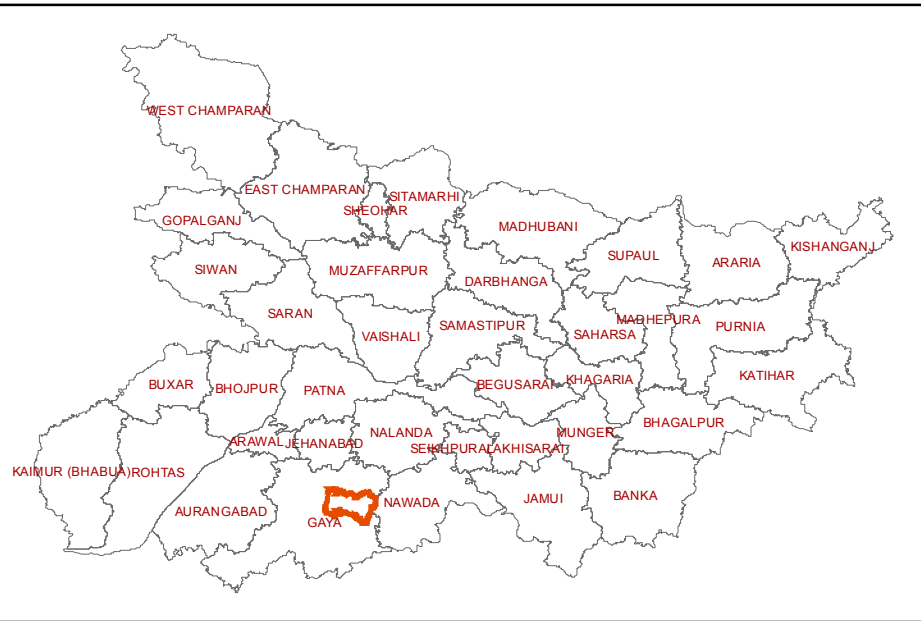 WEST CHAMPARAN
EAST CHAMPARAN
SITAMARHI
SHEOHAR
GOPALGANJ
MADHUBANI
KISHANGANJ
SUPAUL
ARARIA
SIWAN
MUZAFFARPUR
DARBHANGA
SARAN
MADHEPURA
SAMASTIPUR
PURNIA
SAHARSA
VAISHALI
KATIHAR
KHAGARIA
BUXAR
BEGUSARAI
BHOJPUR
PATNA
BHAGALPUR
NALANDA
MUNGER
ARAWAL
JEHANABAD
SEIKHPURA
LAKHISARAI
KAIMUR (BHABUA)
ROHTAS
BANKA
JAMUI
NAWADA
AURANGABAD
GAYA